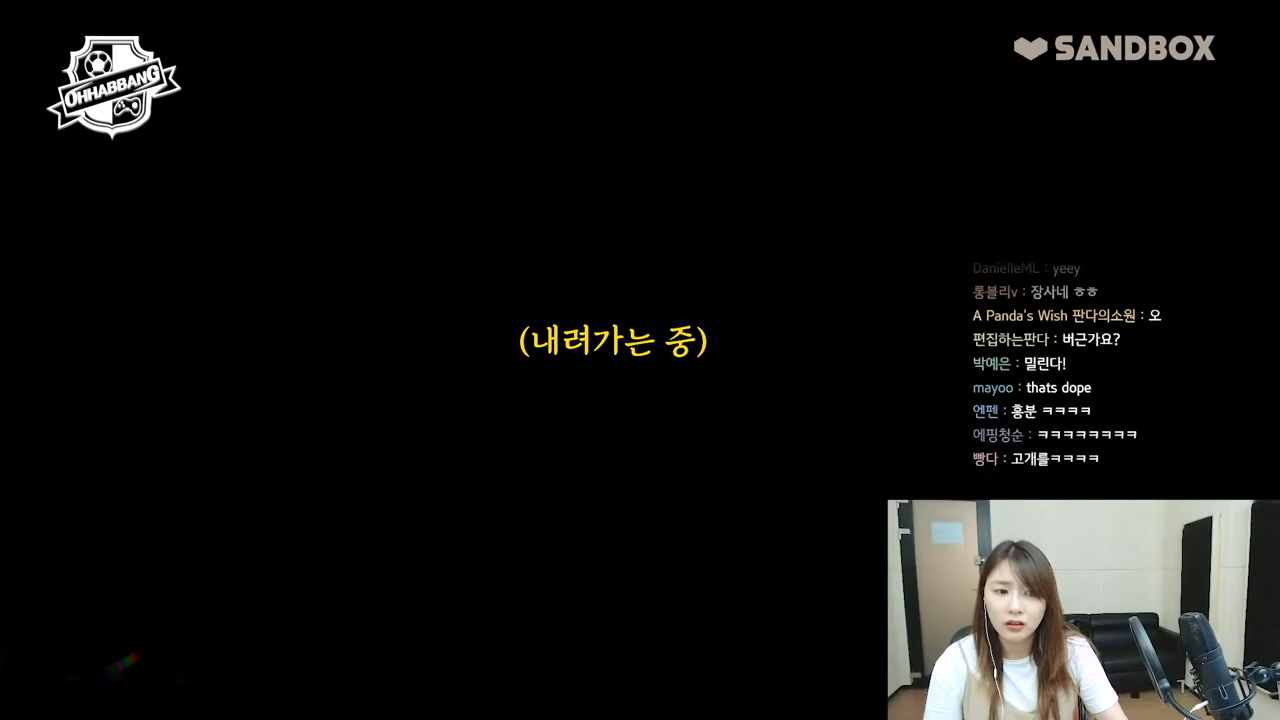 OHHABBANG
SANDBOX
DanielleML : yeey
롱블리v : 장사네 ㅎㅎ
A Panda's Wish 판다의소원 : 오
편집하는판다 : 버근가요?
박예은 : 밀린다!
mayoo : thats dope
엔펜 : 흥분 ㅋㅋㅋㅋ
에핑청순 : ㅋㅋㅋㅋㅋㅋㅋㅋ
빵다 : 고개를ㅋㅋㅋㅋ
(내려가는 중)